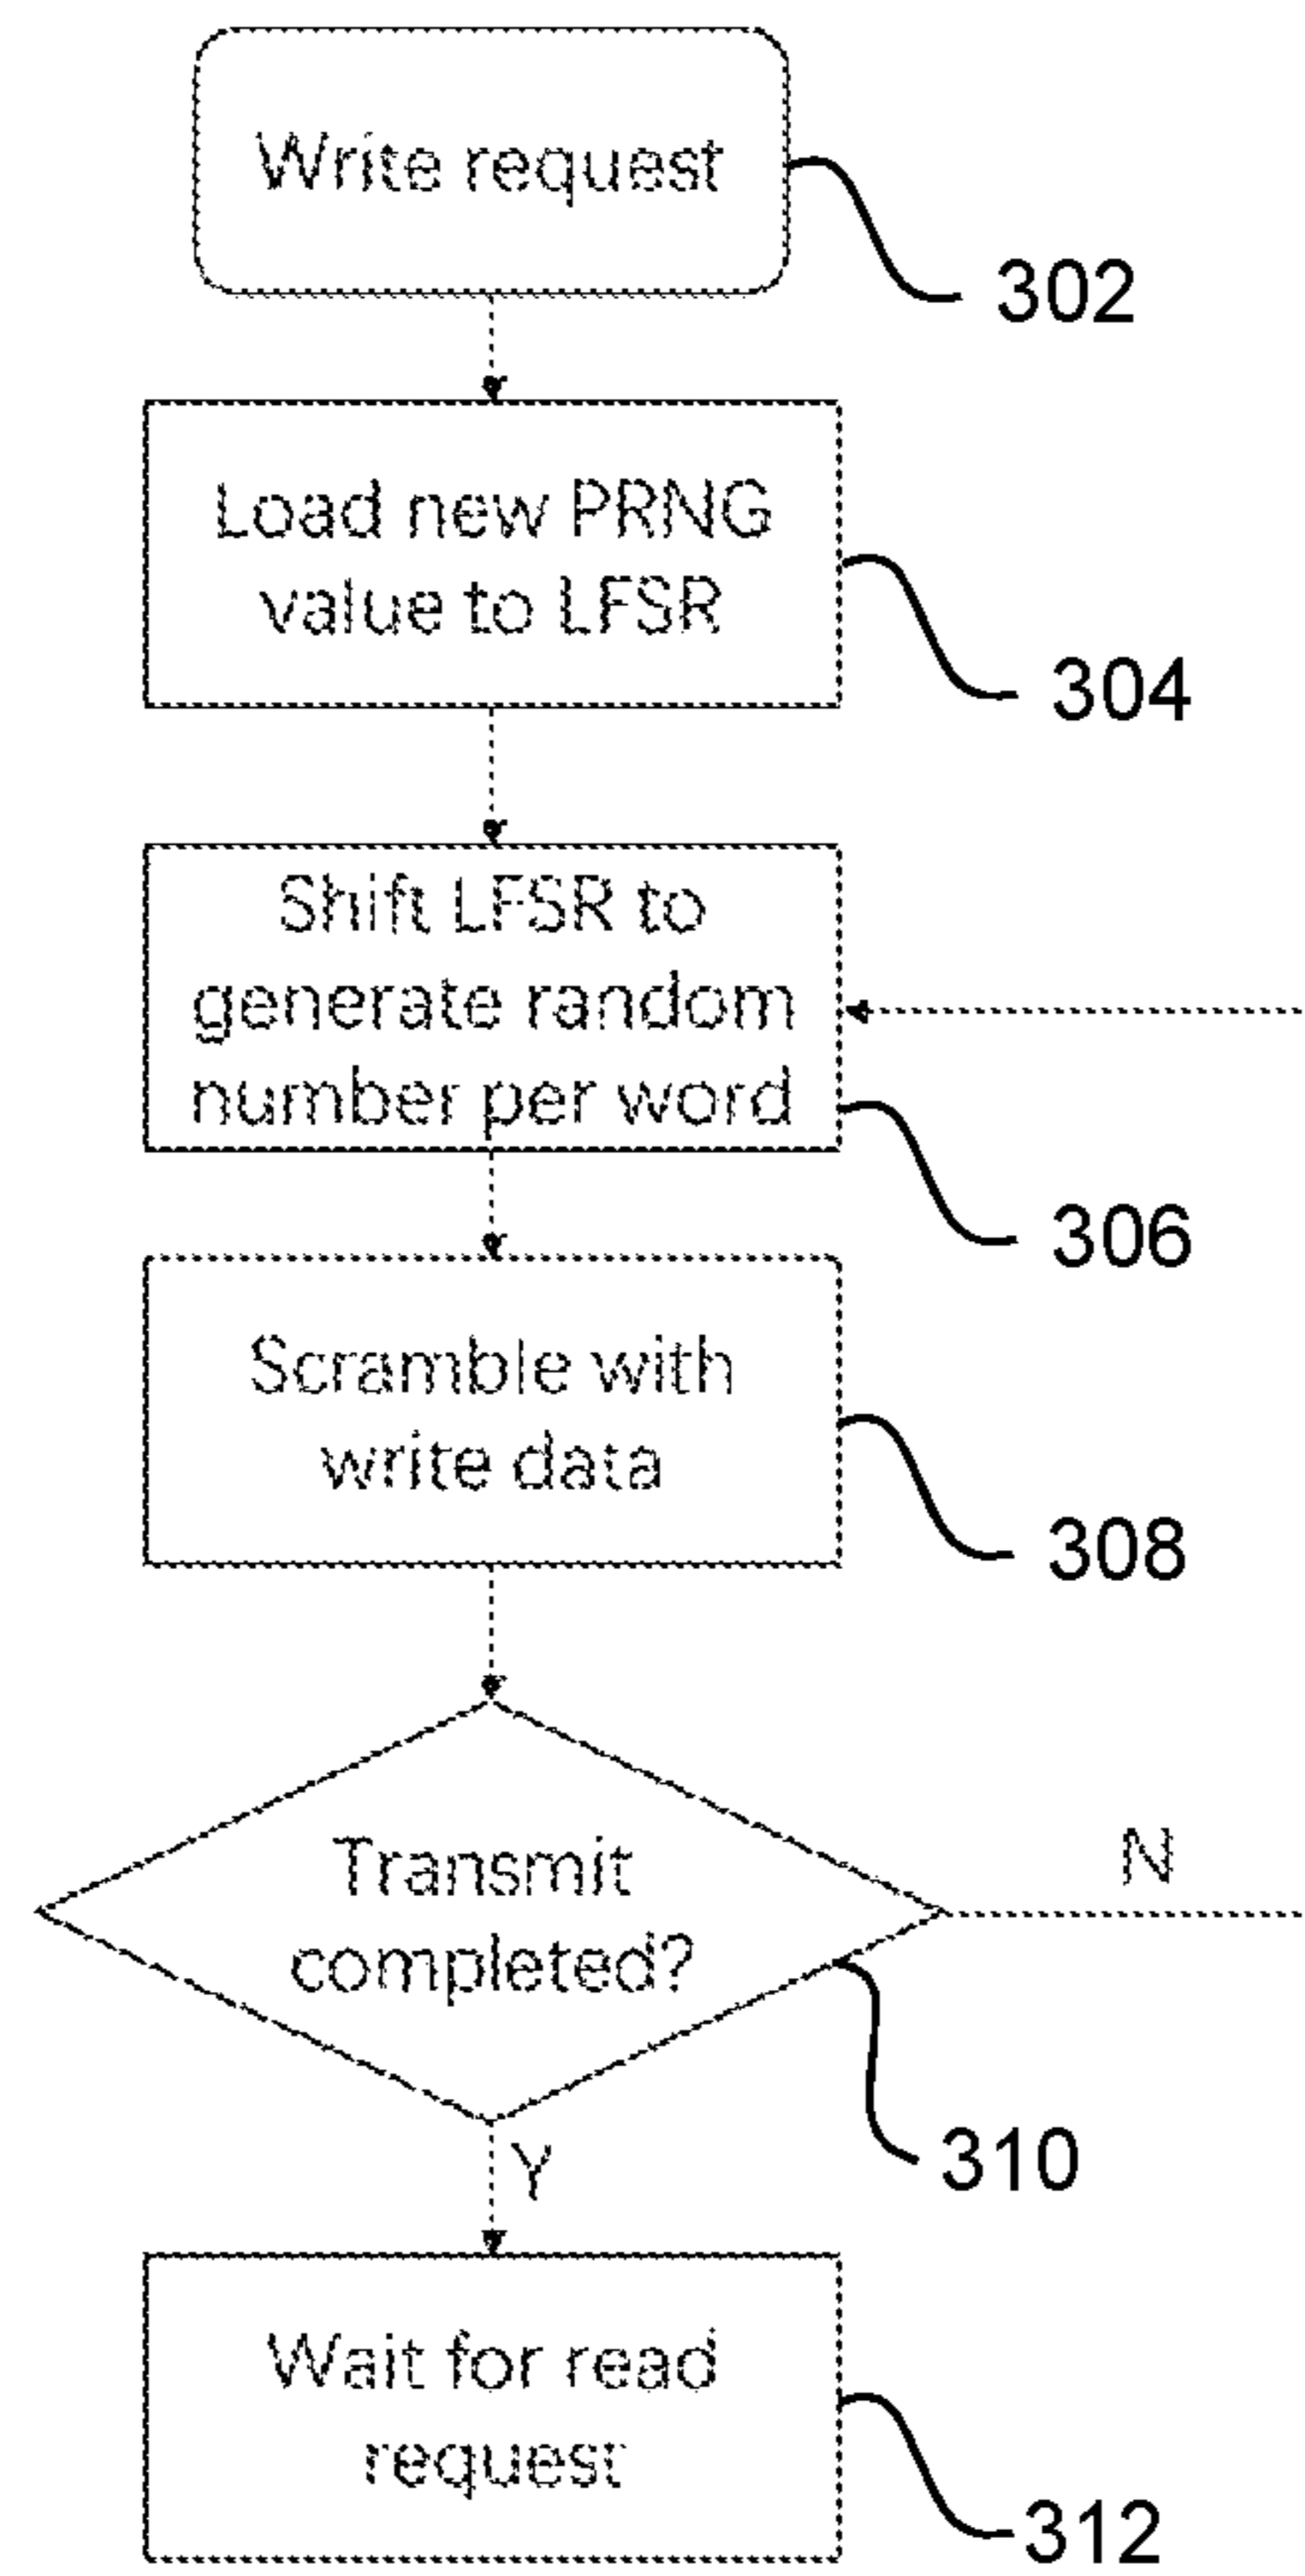 Write request
302
Load new PRNG
value to LFSR
304
Shift LFSR to
generate random
number per word
306
Scramble with
write data
308
Transmit
completed?
N
310
Y
Wait for read
request
312